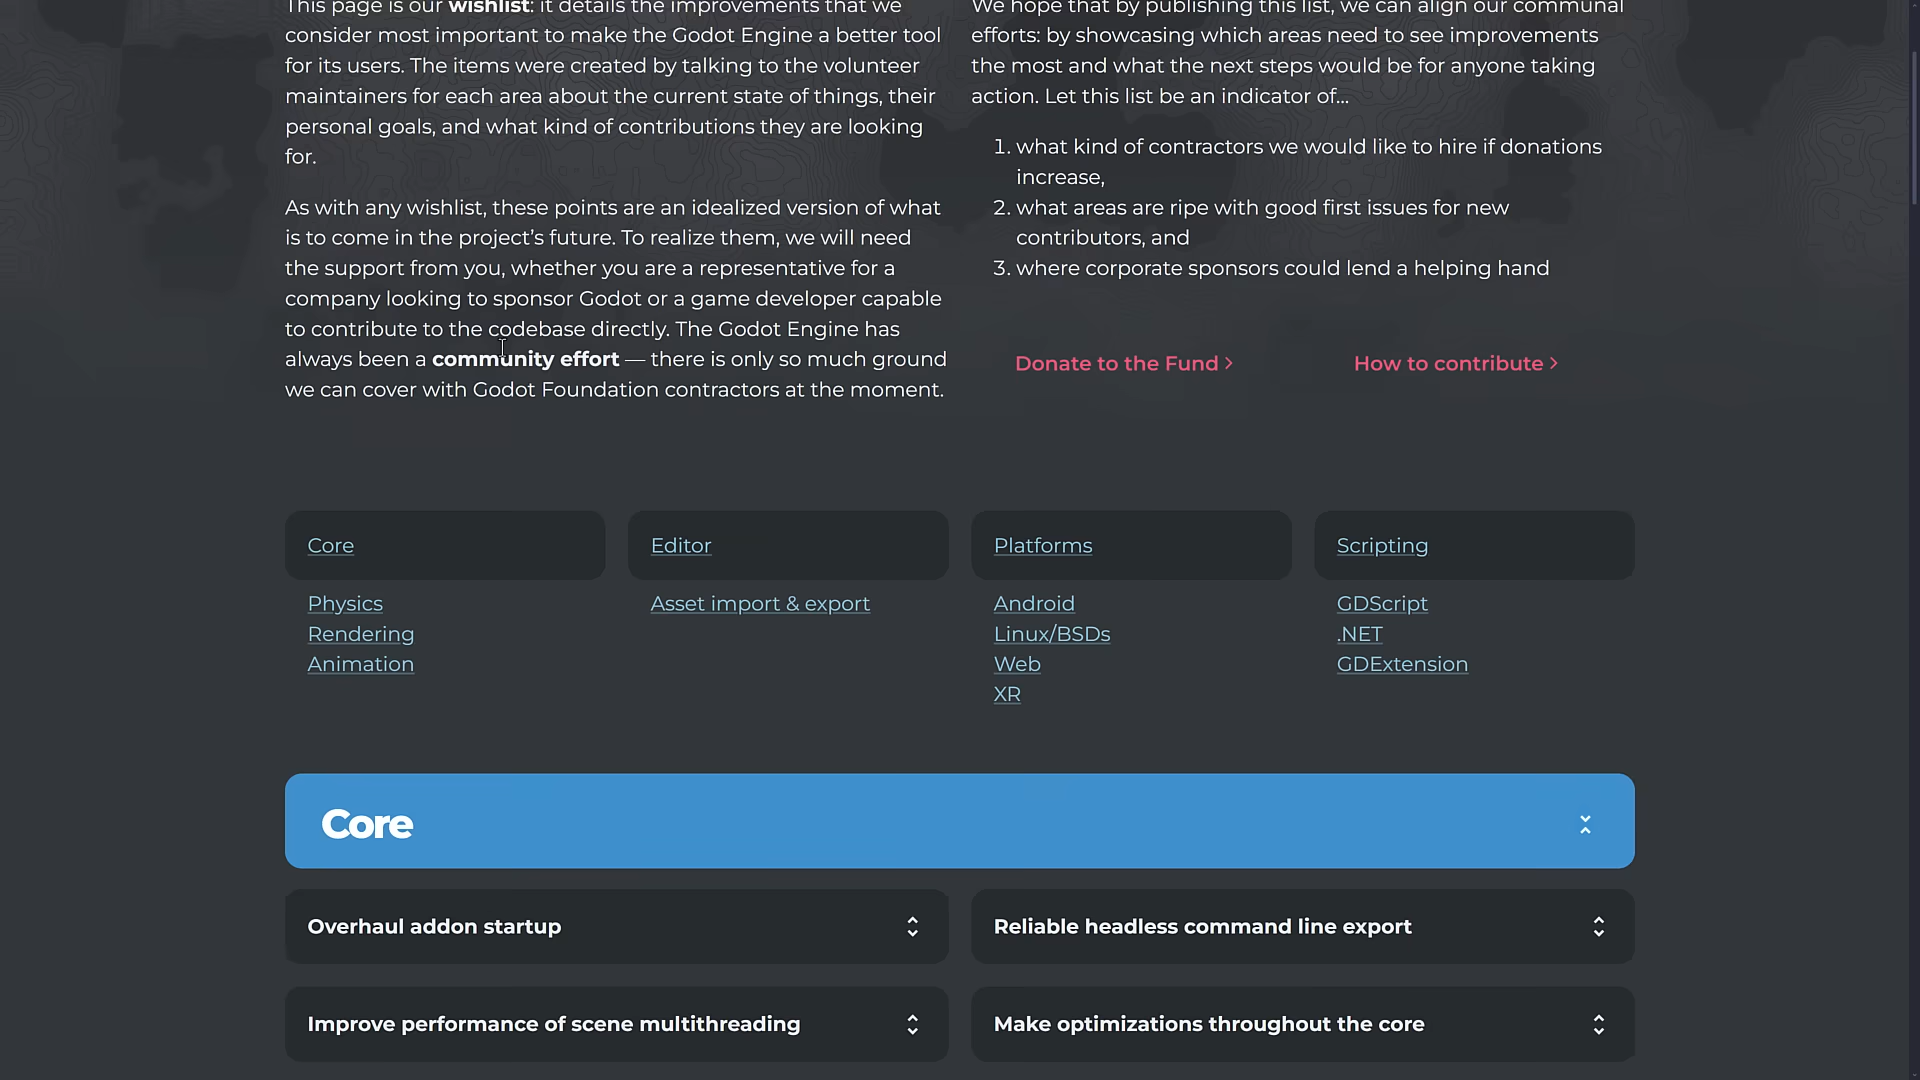 This page is our wishlist: it details the improvements that we
consider most important to make the Godot Engine a better tool
for its users. The items were created by talking to the volunteer
maintainers for each area about the current state of things, their
personal goals, and what kind of contributions they are looking
for.
As with any wishlist, these points are an idealized version of what
is to come in the project's future. To realize them, we will need
the support from you, whether you are a representative for a
company looking to sponsor Godot or a game developer capable
to contribute to the codebase directly. The Godot Engine has
always been a community effort — there is only so much ground
we can cover with Godot Foundation contractors at the moment.
We hope that by publishing this list, we can align our communal
efforts: by showcasing which areas need to see improvements
the most and what the next steps would be for anyone taking
action. Let this list be an indicator of...
1. what kind of contractors we would like to hire if donations
increase,
2. what areas are ripe with good first issues for new
contributors, and
3. where corporate sponsors could lend a helping hand
Donate to the Fund >
How to contribute >
Core
Physics
Rendering
Animation
Editor
Asset import & export
Platforms
Android
Linux/BSDs
Web
XR
Scripting
GDScript
.NET
GDExtension
Core
Overhaul addon startup
Reliable headless command line export
Improve performance of scene multithreading
Make optimizations throughout the core